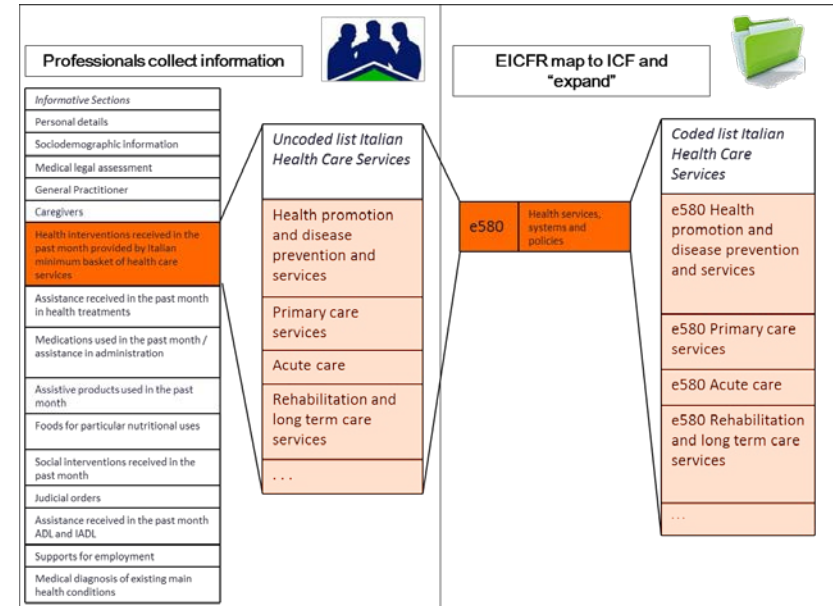 Professionals collect information
Informative Sections
Personal details
Sociodemographic information
Medical legal assessment
General Practitioner
Caregivers
Health interventions received in the
past month provided by Italian
minimum basket of health care
services
Assistance received in the past month
in health treatments
Medications used in the past month /
assistance in administration
Assistive products used in the past
month
Foods for particular nutritional uses
Social interventions received in the
past month
Judicial orders
Assistance received in the past month
ADL and IADL
Supports for employment
Medical diagnosis of existing main
health conditions
Uncoded list Italian
Health Care Services
Health promotion
and disease
prevention and
services
Primary care
services
Acute care
Rehabilitation and
long term care
services
. . .
EICFR map to ICF and
“expand”
e580
Health services,
systems and
policies
Coded list Italian
Health Care
Services
e580 Health
promotion and
disease prevention
and services
e580 Primary care
services
e580 Acute care
e580 Rehabilitation
and long term care
services
. . .